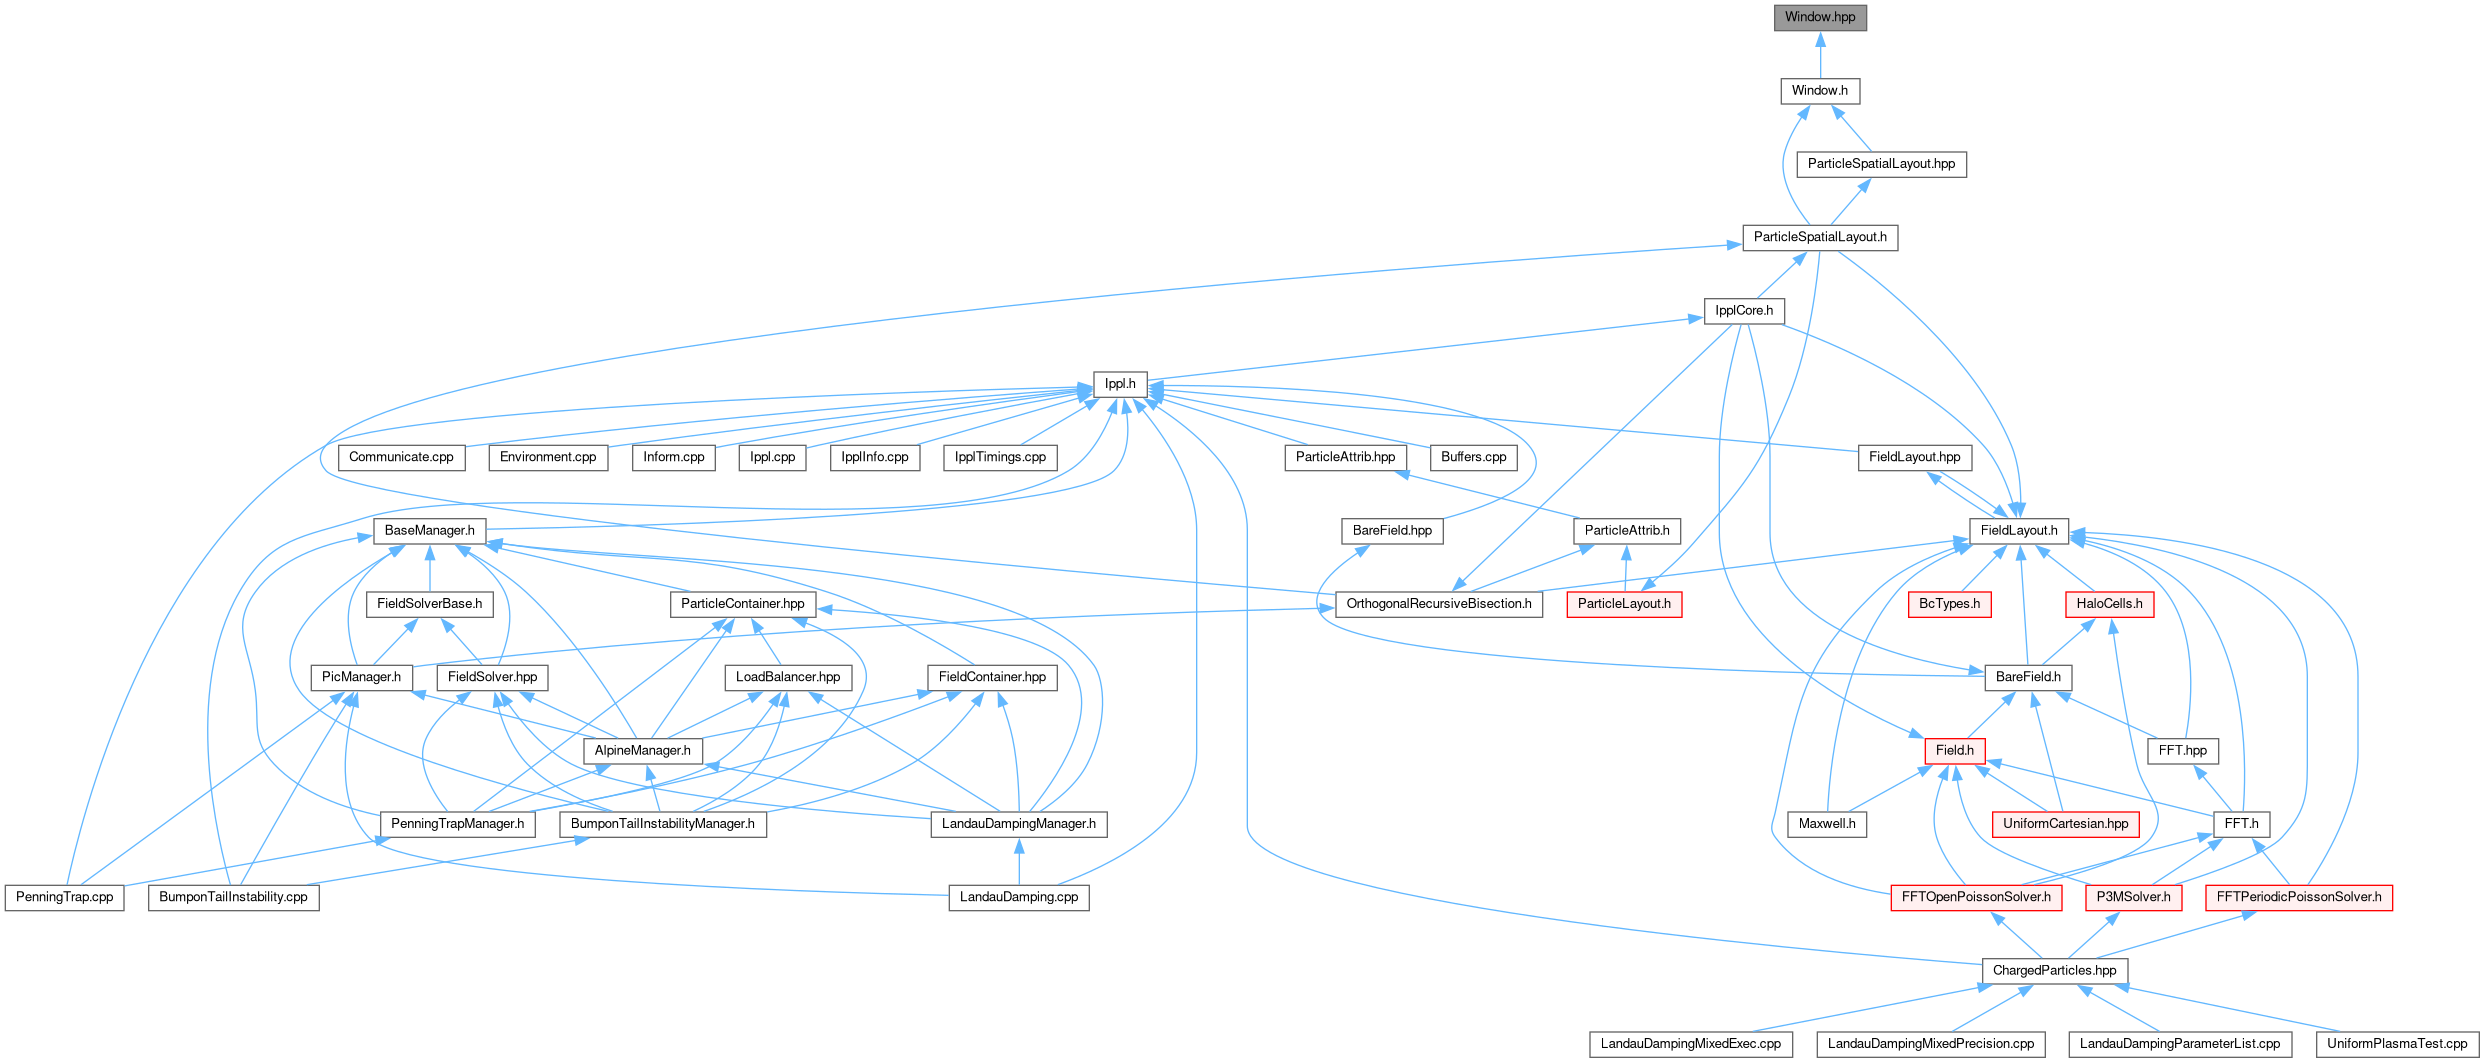 Window.hpp
Window.h
ParticleSpatialLayout.hpp
ParticleSpatialLayout.h
IpplCore.h
Ippl.h
Communicate.cpp
Environment.cpp
Inform.cpp
Ippl.cpp
IpplInfo.cpp
IpplTimings.cpp
ParticleAttrib.hpp
Buffers.cpp
FieldLayout.hpp
BaseManager.h
BareField.hpp
ParticleAttrib.h
FieldLayout.h
FieldSolverBase.h
ParticleContainer.hpp
OrthogonalRecursiveBisection.h
ParticleLayout.h
BcTypes.h
HaloCells.h
PicManager.h
FieldSolver.hpp
LoadBalancer.hpp
FieldContainer.hpp
BareField.h
AlpineManager.h
Field.h
FFT.hpp
PenningTrapManager.h
BumponTailInstabilityManager.h
LandauDampingManager.h
Maxwell.h
UniformCartesian.hpp
FFT.h
PenningTrap.cpp
BumponTailInstability.cpp
LandauDamping.cpp
FFTOpenPoissonSolver.h
P3MSolver.h
FFTPeriodicPoissonSolver.h
ChargedParticles.hpp
LandauDampingMixedExec.cpp
LandauDampingMixedPrecision.cpp
LandauDampingParameterList.cpp
UniformPlasmaTest.cpp